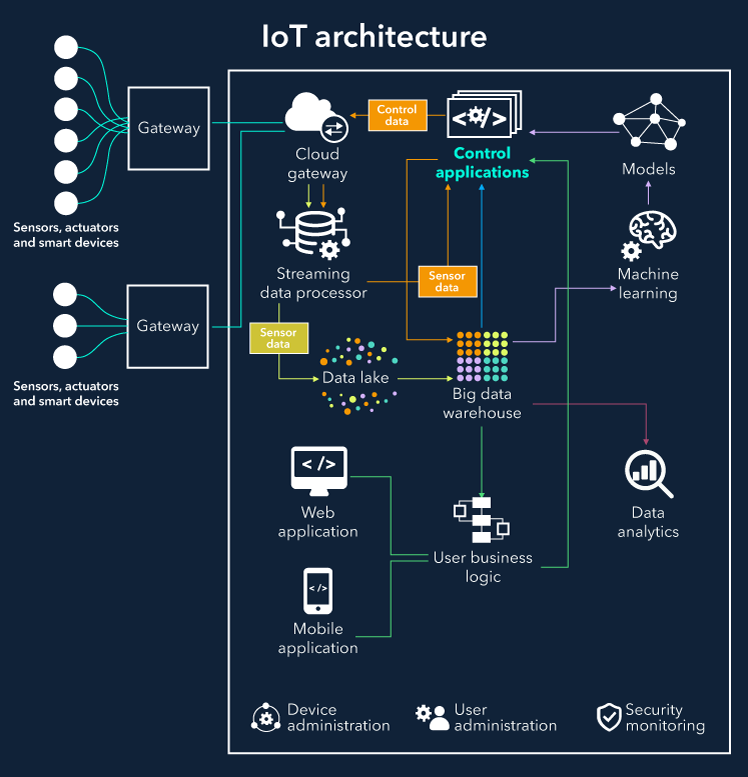 IoT architecture
Gateway
Sensors, actuators
and smart devices
Gateway
Sensors, actuators
and smart devices
Cloud
gateway
Control
data
</>
Control
applications
Models
Streaming
data processor
Sensor
data
Machine
learning
Sensor
data
Data lake
Big data
warehouse
</>
Web
application
User business
logic
Data
analytics
</>
Mobile
application
Device
administration
User
administration
Security
monitoring